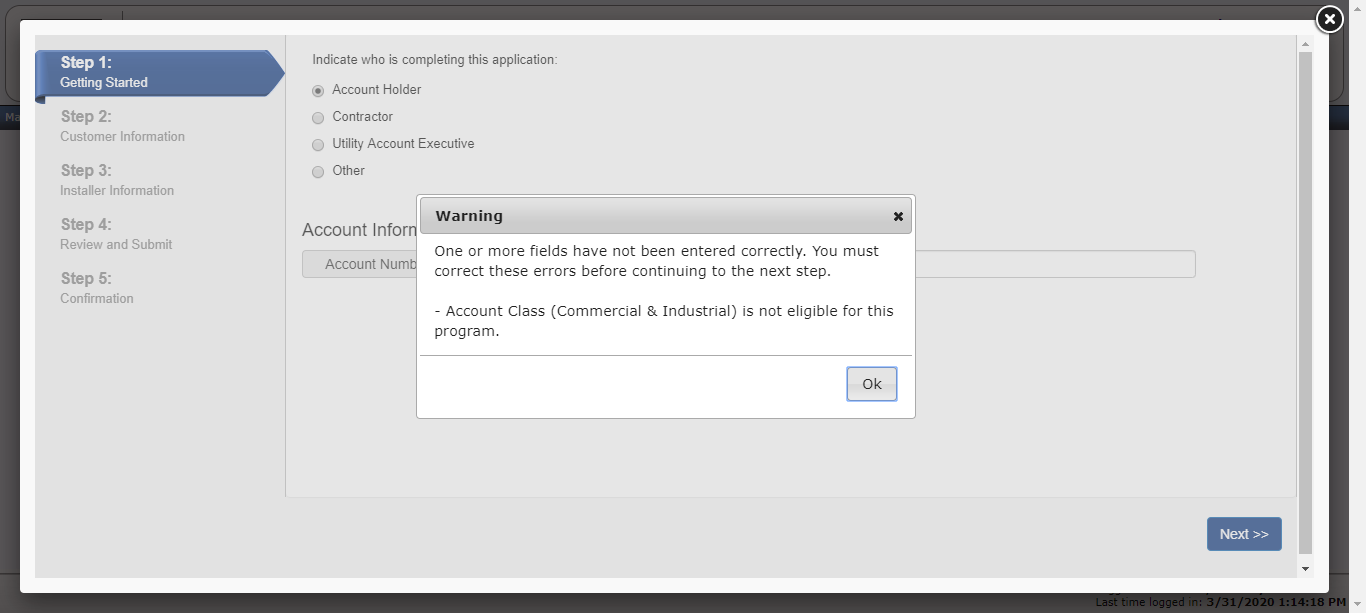 Step 1:
Getting Started
Step 2:
Customer Information
Step 3:
Installer Information
Step 4:
Review and Submit
Step 5:
Confirmation
Indicate who is completing this application:
Account Holder
Contractor
Utility Account Executive
Other
Account Inforn
Account Numb
Warning
One or more fields have not been entered correctly. You must
correct these errors before continuing to the next step.
- Account Class (Commercial & Industrial) is not eligible for this
program.
Ok
Next >>
Ma
Last time logged in: 3/31/2020 1:14:18 PM